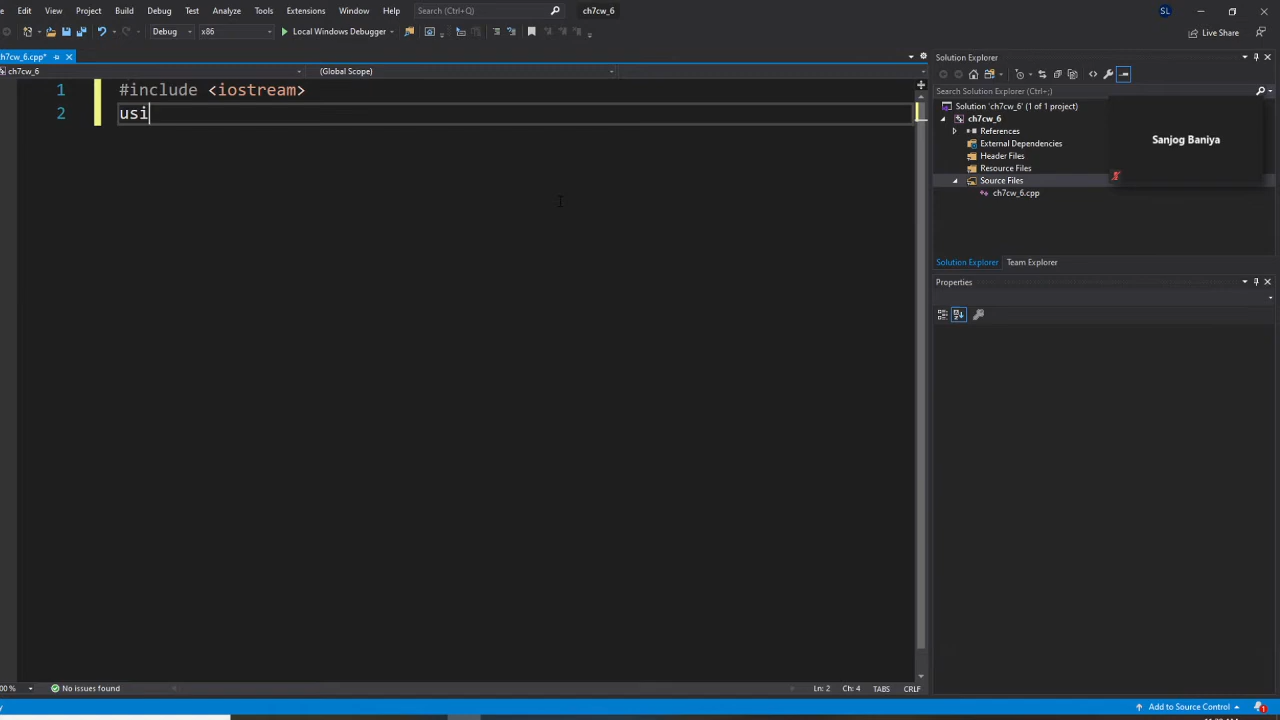 Edit View Project Build Debug Test Analyze Tools Extensions Window Help Search (Ctrl+Q) ch7cw_6 SL
Debug x86 Local Windows Debugger Live Share
ch7cw_6.cpp*
ch7cw_6 (Global Scope)
1 #include <iostream>
2 usi
Solution Explorer
Search Solution Explorer (Ctrl+;)
Solution 'ch7cw_6' (1 of 1 project)
ch7cw_6
References
External Dependencies
Header Files
Resource Files
Source Files
ch7cw_6.cpp
Sanjog Baniya
Solution Explorer Team Explorer
Properties
No issues found Ln: 2 Ch: 4 TABS CRLF
Add to Source Control 1